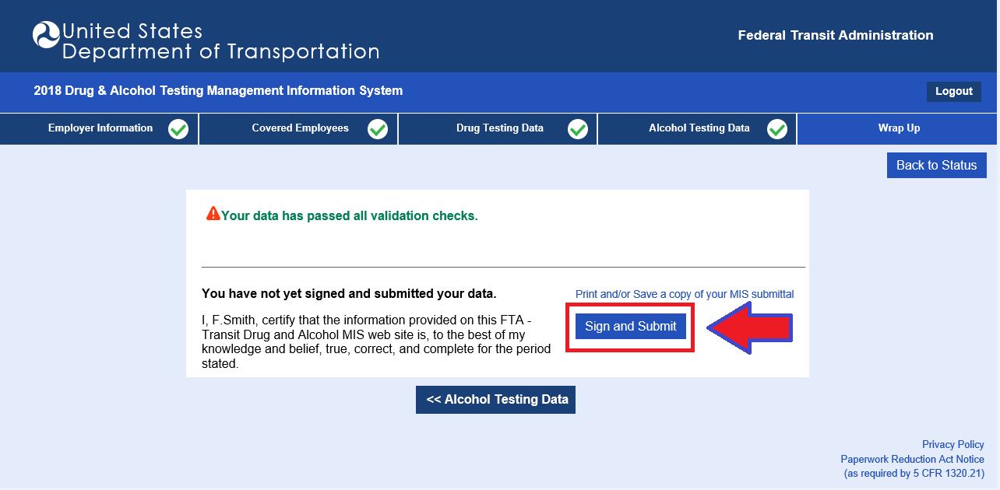 United States
Department of Transportation
Federal Transit Administration
2018 Drug & Alcohol Testing Management Information System
Logout
Employer Information
Covered Employees
Drug Testing Data
Alcohol Testing Data
Wrap Up
Back to Status
Your data has passed all validation checks.
You have not yet signed and submitted your data.
Print and/or Save a copy of your MIS submittal
I, F.Smith, certify that the information provided on this FTA -
Transit Drug and Alcohol MIS web site is, to the best of my
knowledge and belief, true, correct, and complete for the period
stated.
Sign and Submit
<< Alcohol Testing Data
Privacy Policy
Paperwork Reduction Act Notice
(as required by 5 CFR 1320.21)